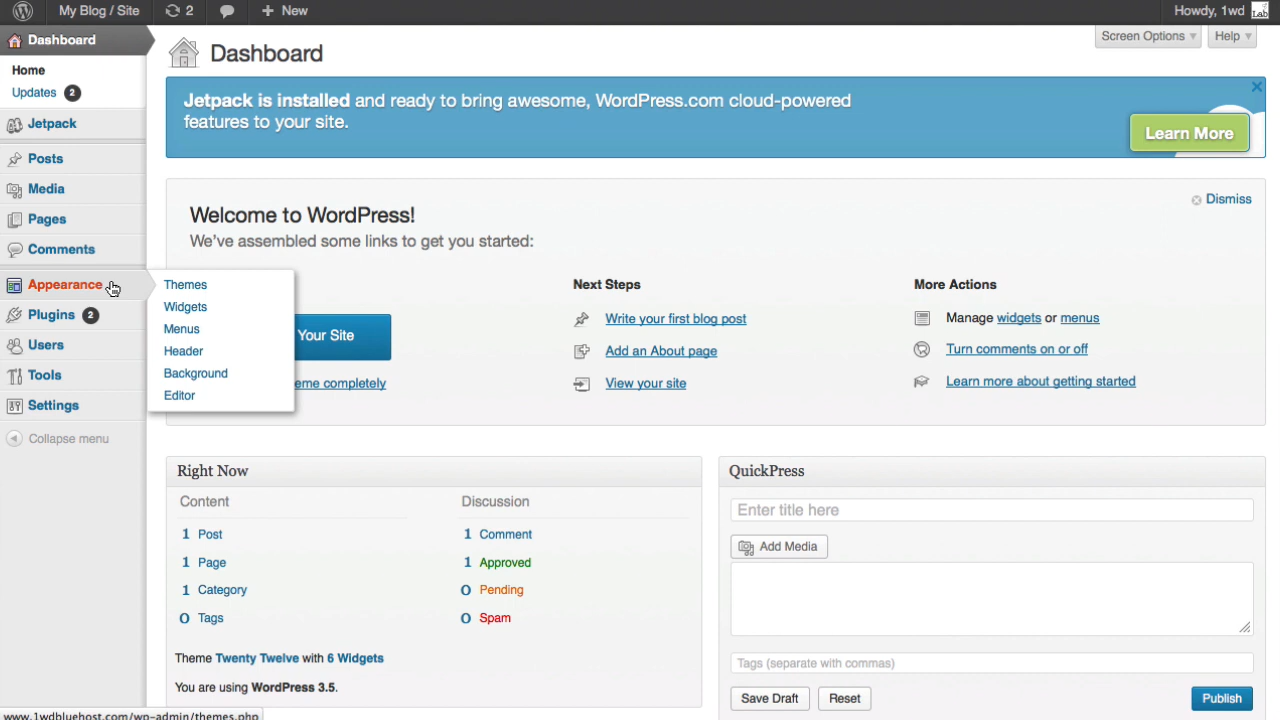 My Blog / Site
2
New
Howdy, 1wd
Lab
Dashboard
Home
Updates 2
Jetpack
Posts
Media
Pages
Comments
Appearance
Plugins 2
Users
Tools
Settings
Collapse menu
Themes
Widgets
Menus
Header
Background
Editor
Screen Options
Help
Dashboard
Jetpack is installed and ready to bring awesome, WordPress.com cloud-powered
features to your site.
Learn More
Welcome to WordPress!
We've assembled some links to get you started:
Dismiss
Your Site
eme completely
Next Steps
Write your first blog post
Add an About page
View your site
More Actions
Manage widgets or menus
Turn comments on or off
Learn more about getting started
Right Now
Content
1 Post
1 Page
1 Category
0 Tags
Discussion
1 Comment
1 Approved
0 Pending
0 Spam
Theme Twenty Twelve with 6 Widgets
You are using WordPress 3.5.
QuickPress
Enter title here
Add Media
Tags (separate with commas)
Save Draft
Reset
Publish
www.1wdbluehost.com/wp-admin/themes.php